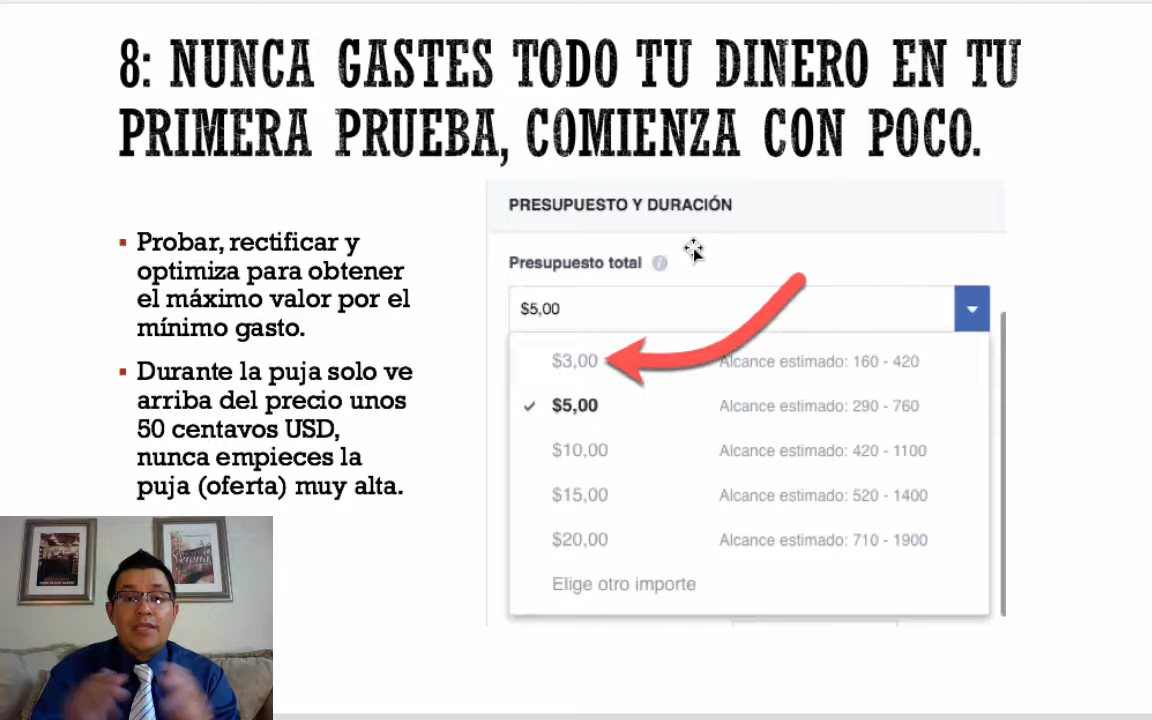 8: NUNCA GASTES TODO TU DINERO EN TU
PRIMERA PRUEBA, COMIENZA CON POCO.
▪ Probar, rectificar y
optimiza para obtener
el máximo valor por el
mínimo gasto.
▪ Durante la puja solo ve
arriba del precio unos
50 centavos USD,
nunca empieces la
puja (oferta) muy alta.
PRESUPUESTO Y DURACIÓN
Presupuesto total i
$5,00
$3,00 Alcance estimado: 160 - 420
$5,00 Alcance estimado: 290 - 760
$10,00 Alcance estimado: 420 - 1100
$15,00 Alcance estimado: 520 - 1400
$20,00 Alcance estimado: 710 - 1900
Elige otro importe
Verona